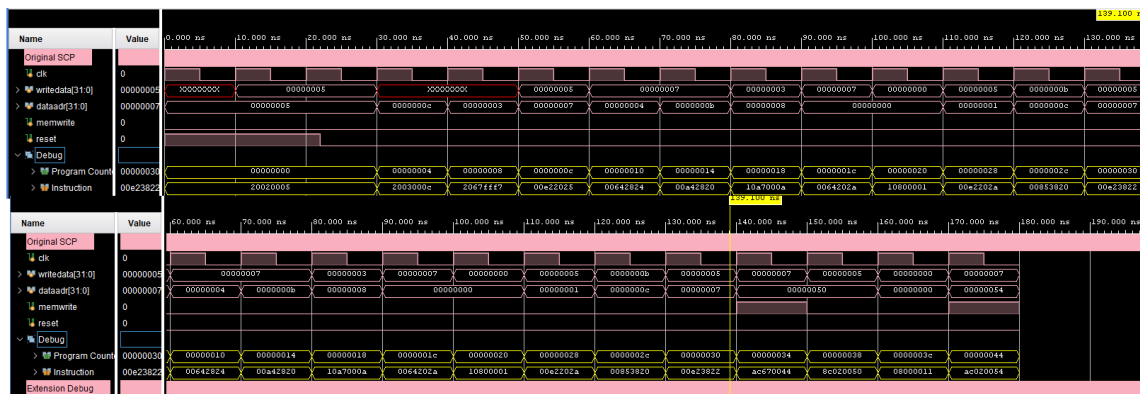 139.100 n
Name Value 0.000 ns 10.000 ns 20.000 ns 30.000 ns 40.000 ns 50.000 ns 60.000 ns 70.000 ns 80.000 ns 90.000 ns 100.000 ns 110.000 ns 120.000 ns 130.000 ns
Original SCP
clk 0
writedata[31:0] 00000005 XXXXXXXX 00000005 XXXXXXXX 00000005 00000007 00000003 00000007 00000000 00000005 0000000b 00000005
dataadr[31:0] 00000007 00000005 0000000c 00000003 00000007 00000004 0000000b 00000008 00000000 00000001 0000000c 00000007
memwrite 0
reset 0
Debug
Program Count 00000030 00000000 00000004 00000008 0000000c 00000010 00000014 00000018 0000001c 00000020 00000028 0000002c 00000030
Instruction 00e23822 20020005 2003000c 2067fff7 00e22025 00642824 00a42820 10a7000a 0064202a 10800001 00e2202a 00853820 00e23822
139.100 ns
Name Value 60.000 ns 70.000 ns 80.000 ns 90.000 ns 100.000 ns 110.000 ns 120.000 ns 130.000 ns 140.000 ns 150.000 ns 160.000 ns 170.000 ns 180.000 ns 190.000 ns
Original SCP
clk 0
writedata[31:0] 00000005 00000007 00000003 00000007 00000000 00000005 0000000b 00000005 00000007 00000005 00000000 00000007
dataadr[31:0] 00000007 00000004 0000000b 00000008 00000000 00000001 0000000c 00000007 00000050 00000000 00000054
memwrite 0
reset 0
Debug
Program Count 00000030 00000010 00000014 00000018 0000001c 00000020 00000028 0000002c 00000030 00000034 00000038 0000003c 00000044
Instruction 00e23822 00642824 00a42820 10a7000a 0064202a 10800001 00e2202a 00853820 00e23822 ac670044 8c020050 08000011 ac020054
Extension Debug